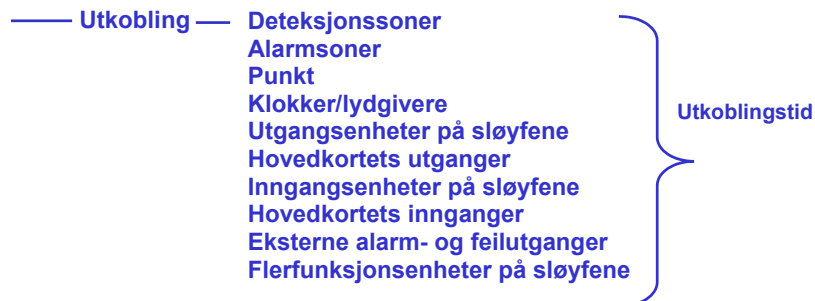 Utkobling
Deteksjonssoner
Alarmsoner
Punkt
Klokker/lydgivere
Utgangsenheter på sløyfene
Hovedkortets utganger
Inngangsenheter på sløyfene
Hovedkortets innganger
Eksterne alarm- og feilutganger
Flerfunksjonsenheter på sløyfene
Utkoblingstid